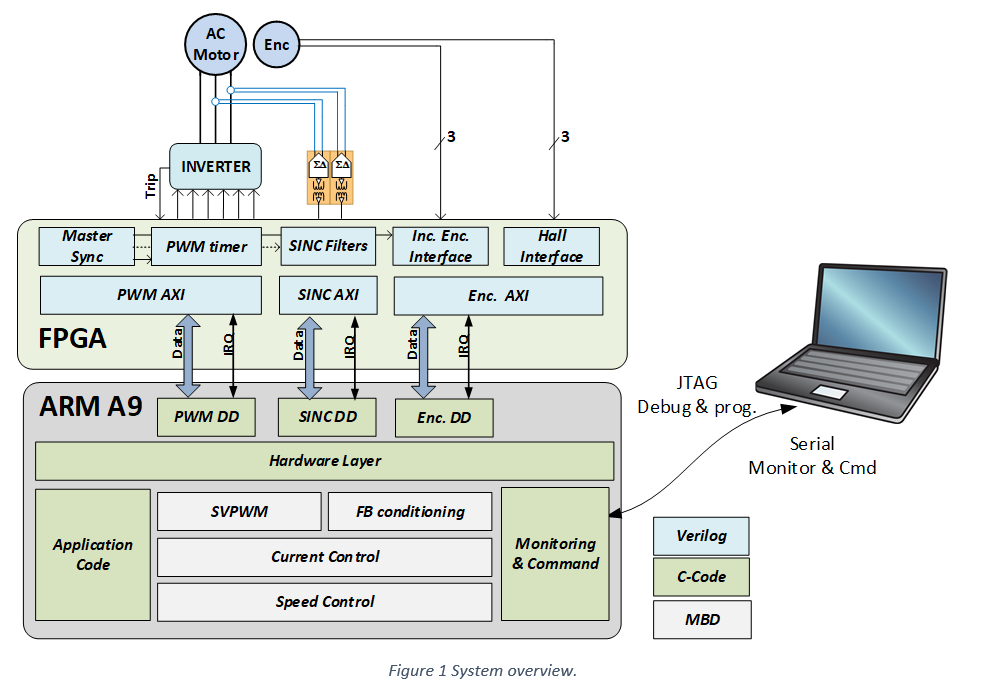 AC
Motor
Enc
3
3
INVERTER
Trip
ΣΔ
ΣΔ
Master
Sync
PWM timer
SINC Filters
Inc. Enc.
Interface
Hall
Interface
PWM AXI
SINC AXI
Enc. AXI
FPGA
Data
IRQ
Data
IRQ
Data
IRQ
ARM A9
PWM DD
SINC DD
Enc. DD
Hardware Layer
Application
Code
SVPWM
FB conditioning
Current Control
Speed Control
Monitoring
& Command
JTAG
Debug & prog.
Serial
Monitor & Cmd
Verilog
C-Code
MBD
Figure 1 System overview.